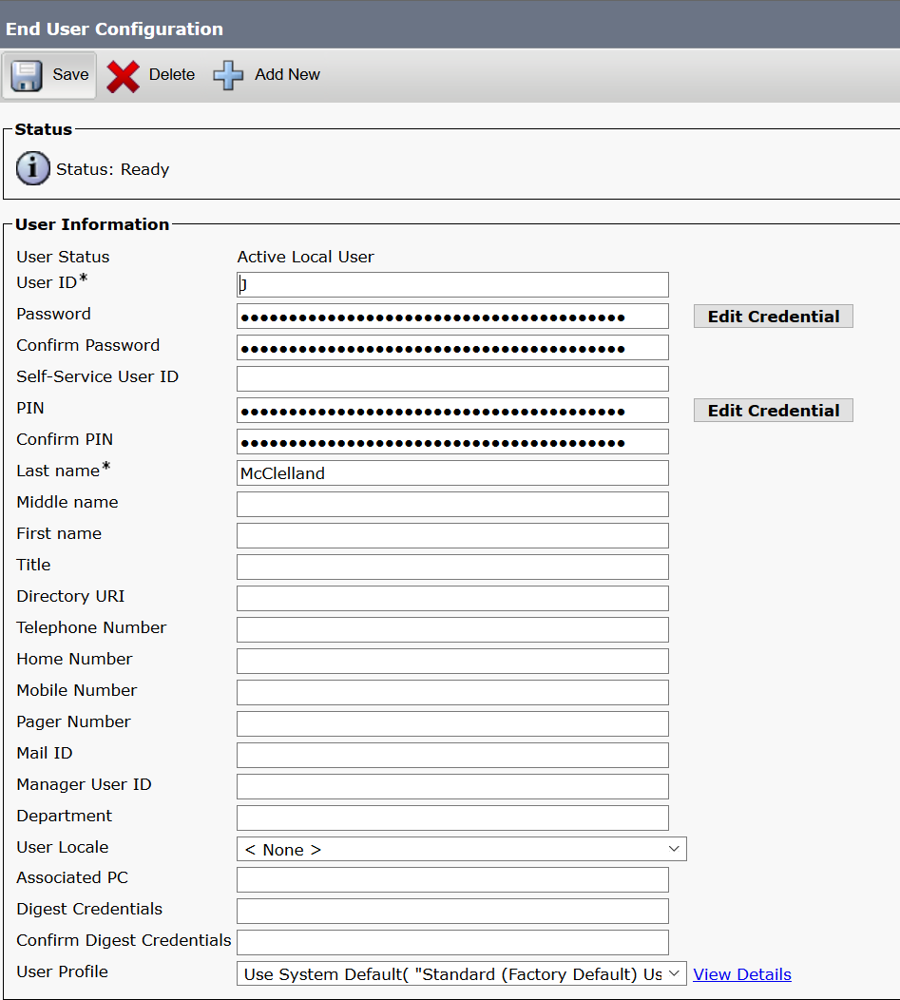 End User Configuration
Save Delete Add New
Status
Status: Ready
User Information
User Status Active Local User
User ID* J
Password ●●●●●●●●●●●●●●●●●●●●●●●●●●●●●●●●●●●●●●●● Edit Credential
Confirm Password ●●●●●●●●●●●●●●●●●●●●●●●●●●●●●●●●●●●●●●●●
Self-Service User ID
PIN ●●●●●●●●●●●●●●●●●●●●●●●●●●●●●●●●●●●●●●●● Edit Credential
Confirm PIN ●●●●●●●●●●●●●●●●●●●●●●●●●●●●●●●●●●●●●●●●
Last name* McClelland
Middle name
First name
Title
Directory URI
Telephone Number
Home Number
Mobile Number
Pager Number
Mail ID
Manager User ID
Department
User Locale < None >
Associated PC
Digest Credentials
Confirm Digest Credentials
User Profile Use System Default( "Standard (Factory Default) Us View Details